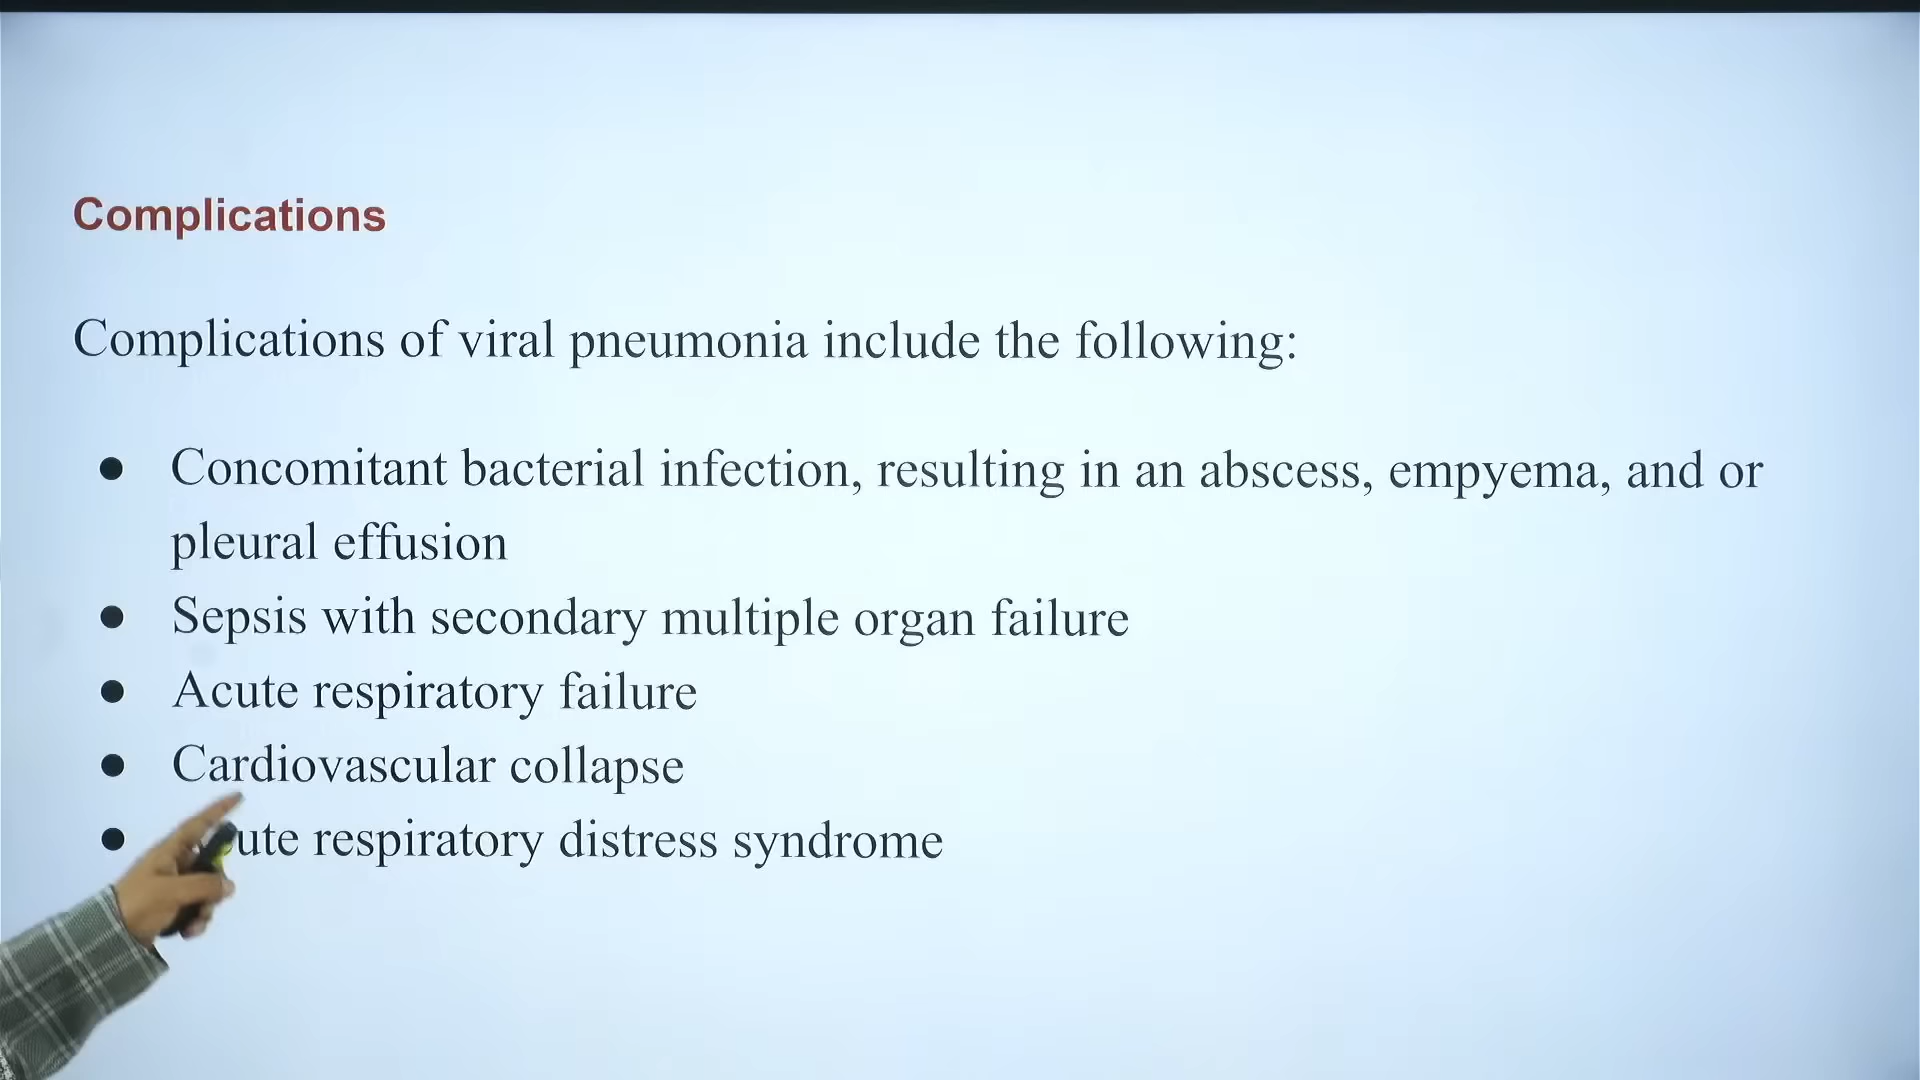 Complications
Complications of viral pneumonia include the following:
● Concomitant bacterial infection, resulting in an abscess, empyema, and or
pleural effusion
● Sepsis with secondary multiple organ failure
● Acute respiratory failure
● Cardiovascular collapse
● ute respiratory distress syndrome